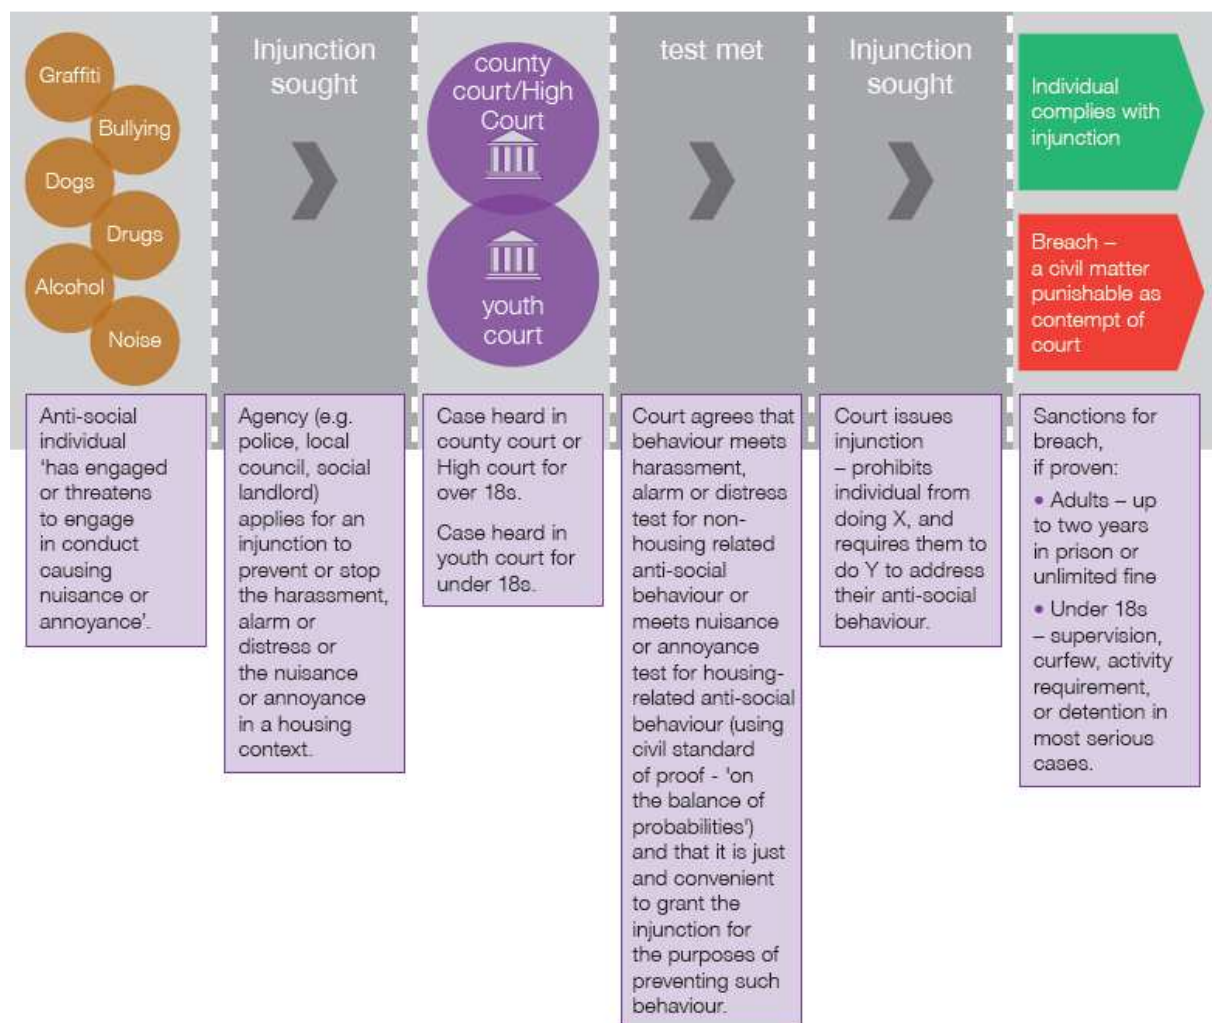 Graffiti
Bullying
Dogs
Drugs
Alcohol
Noise
Injunction
sought
county
court/High
Court
youth
court
test met
Injunction
sought
Individual
complies with
injunction
Breach –
a civil matter
punishable as
contempt of
court
Anti-social
individual
‘has engaged
or threatens
to engage
in conduct
causing
nuisance or
annoyance’.
Agency (e.g.
police, local
council, social
landlord)
applies for an
injunction to
prevent or stop
the harassment,
alarm or
distress or
the nuisance
or annoyance
in a housing
context.
Case heard in
county court or
High court for
over 18s.
Case heard in
youth court for
under 18s.
Court agrees that
behaviour meets
harassment,
alarm or distress
test for non-
housing related
anti-social
behaviour or
meets nuisance
or annoyance
test for housing-
related anti-social
behaviour (using
civil standard
of proof - 'on
the balance of
probabilities')
and that it is just
and convenient
to grant the
injunction for
the purposes of
preventing such
behaviour.
Court issues
injunction
– prohibits
individual from
doing X, and
requires them to
do Y to address
their anti-social
behaviour.
Sanctions for
breach,
if proven:
• Adults – up
to two years
in prison or
unlimited fine
• Under 18s
– supervision,
curfew, activity
requirement,
or detention in
most serious
cases.